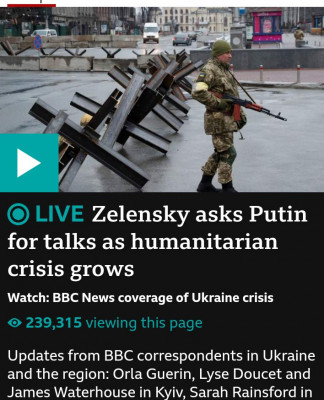 LIVE Zelensky asks Putin
for talks as humanitarian
crisis grows
Watch: BBC News coverage of Ukraine crisis
239,315 viewing this page
Updates from BBC correspondents in Ukraine
and the region: Orla Guerin, Lyse Doucet and
James Waterhouse in Kyiv, Sarah Rainsford in